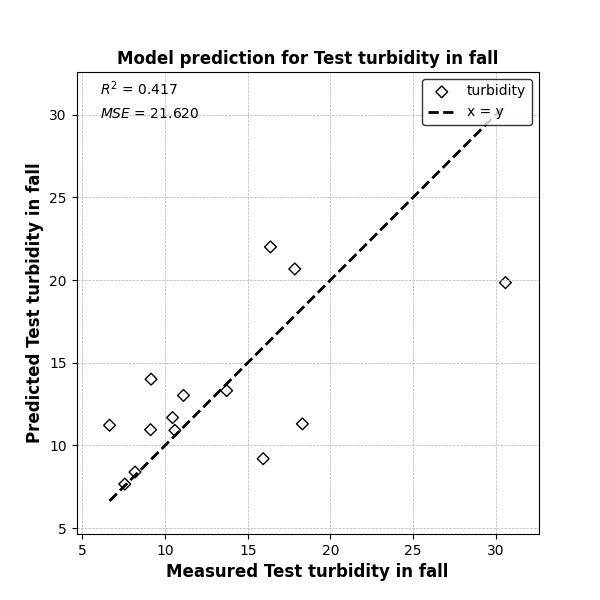 Model prediction for Test turbidity in fall
R² = 0.417
MSE = 21.620
turbidity
x = y
Predicted Test turbidity in fall
30
25
20
15
10
5
5 10 15 20 25 30
Measured Test turbidity in fall